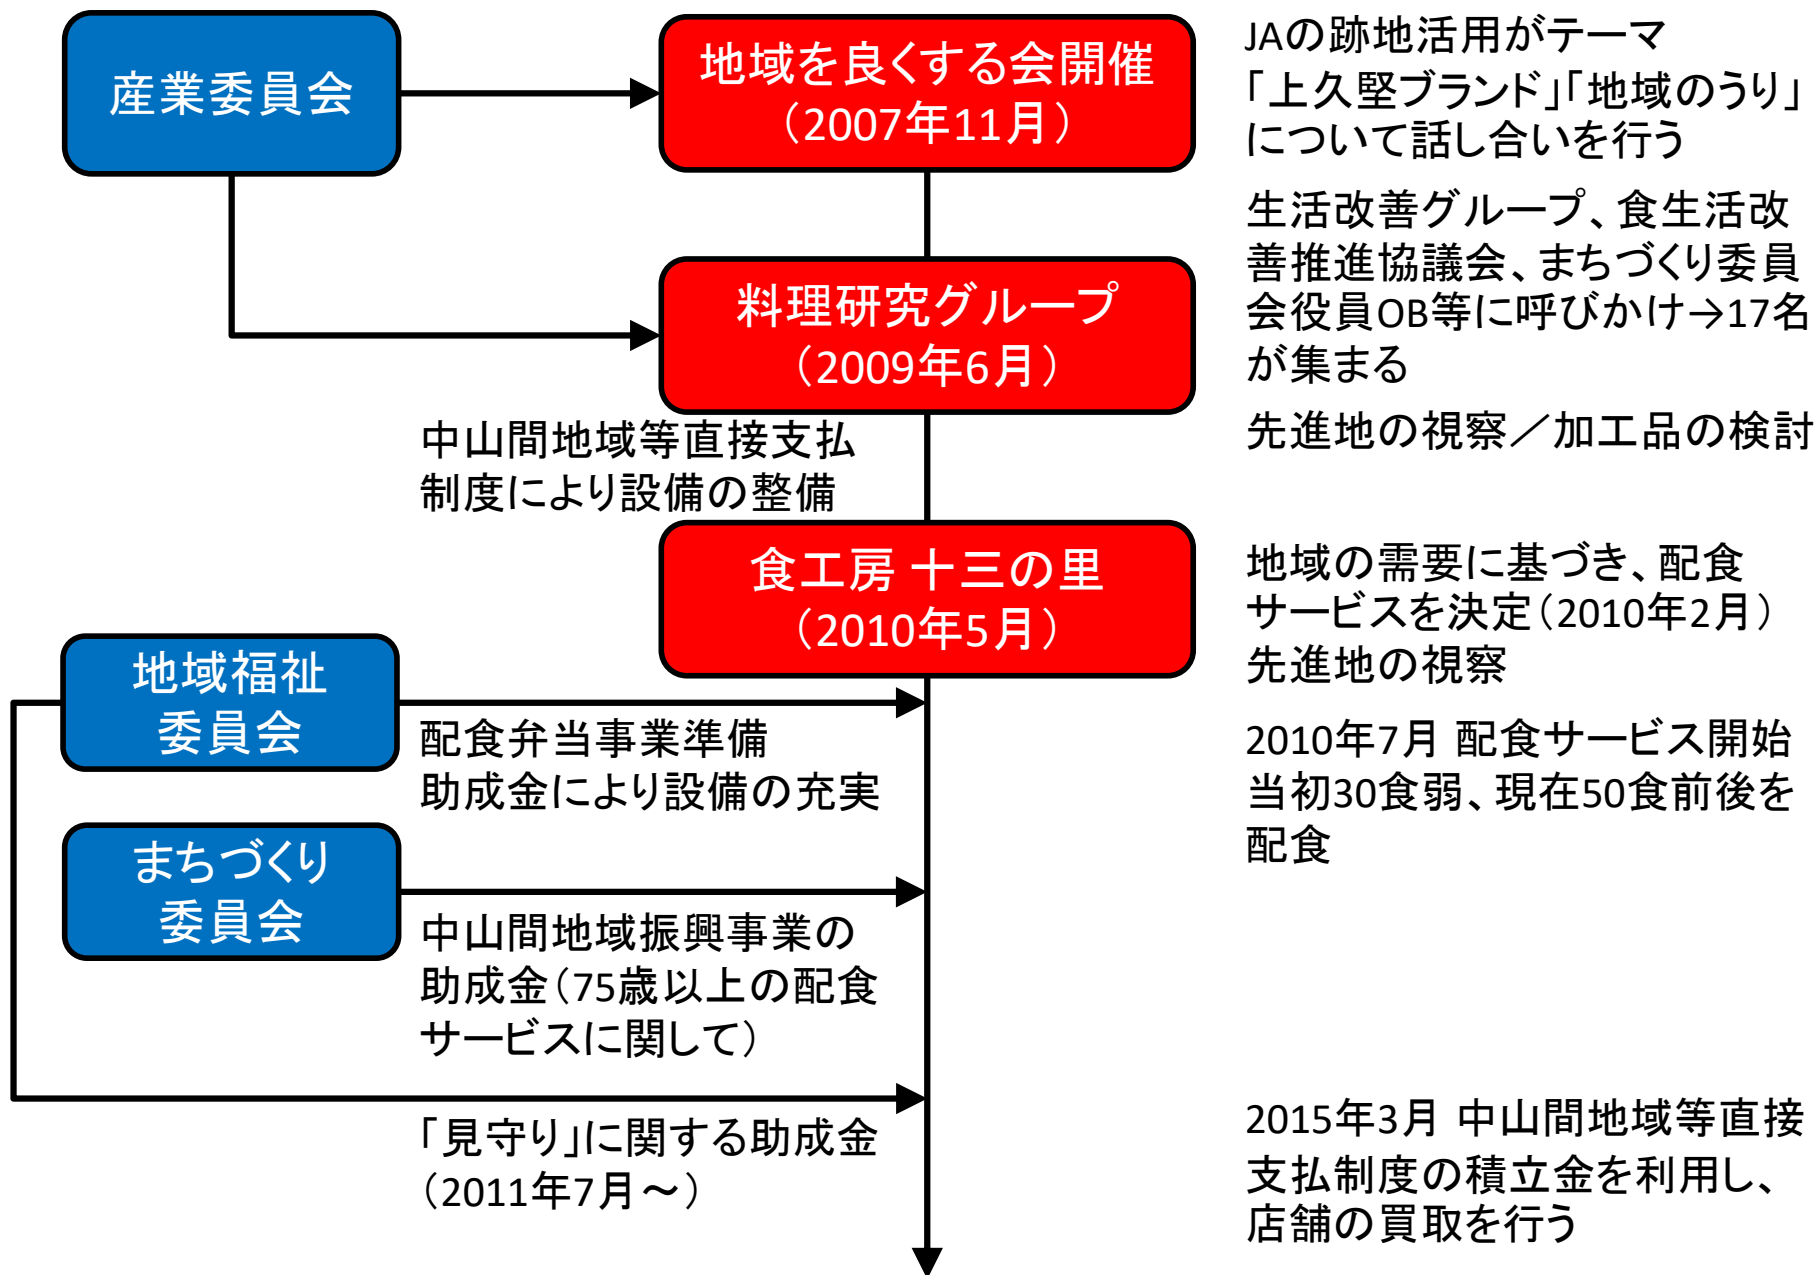 産業委員会
地域を良くする会開催
（2007年11月）
JAの跡地活用がテーマ
「上久堅ブランド」「地域のうり」
について話し合いを行う
料理研究グループ
（2009年6月）
生活改善グループ、食生活改
善推進協議会、まちづくり委員
会役員OB等に呼びかけ→17名
が集まる
先進地の視察／加工品の検討
中山間地域等直接支払
制度により設備の整備
食工房 十三の里
（2010年5月）
地域の需要に基づき、配食
サービスを決定（2010年2月）
先進地の視察
地域福祉
委員会
配食弁当事業準備
助成金により設備の充実
2010年7月 配食サービス開始
当初30食弱、現在50食前後を
配食
まちづくり
委員会
中山間地域振興事業の
助成金（75歳以上の配食
サービスに関して）
「見守り」に関する助成金
（2011年7月～）
2015年3月 中山間地域等直接
支払制度の積立金を利用し、
店舗の買取を行う